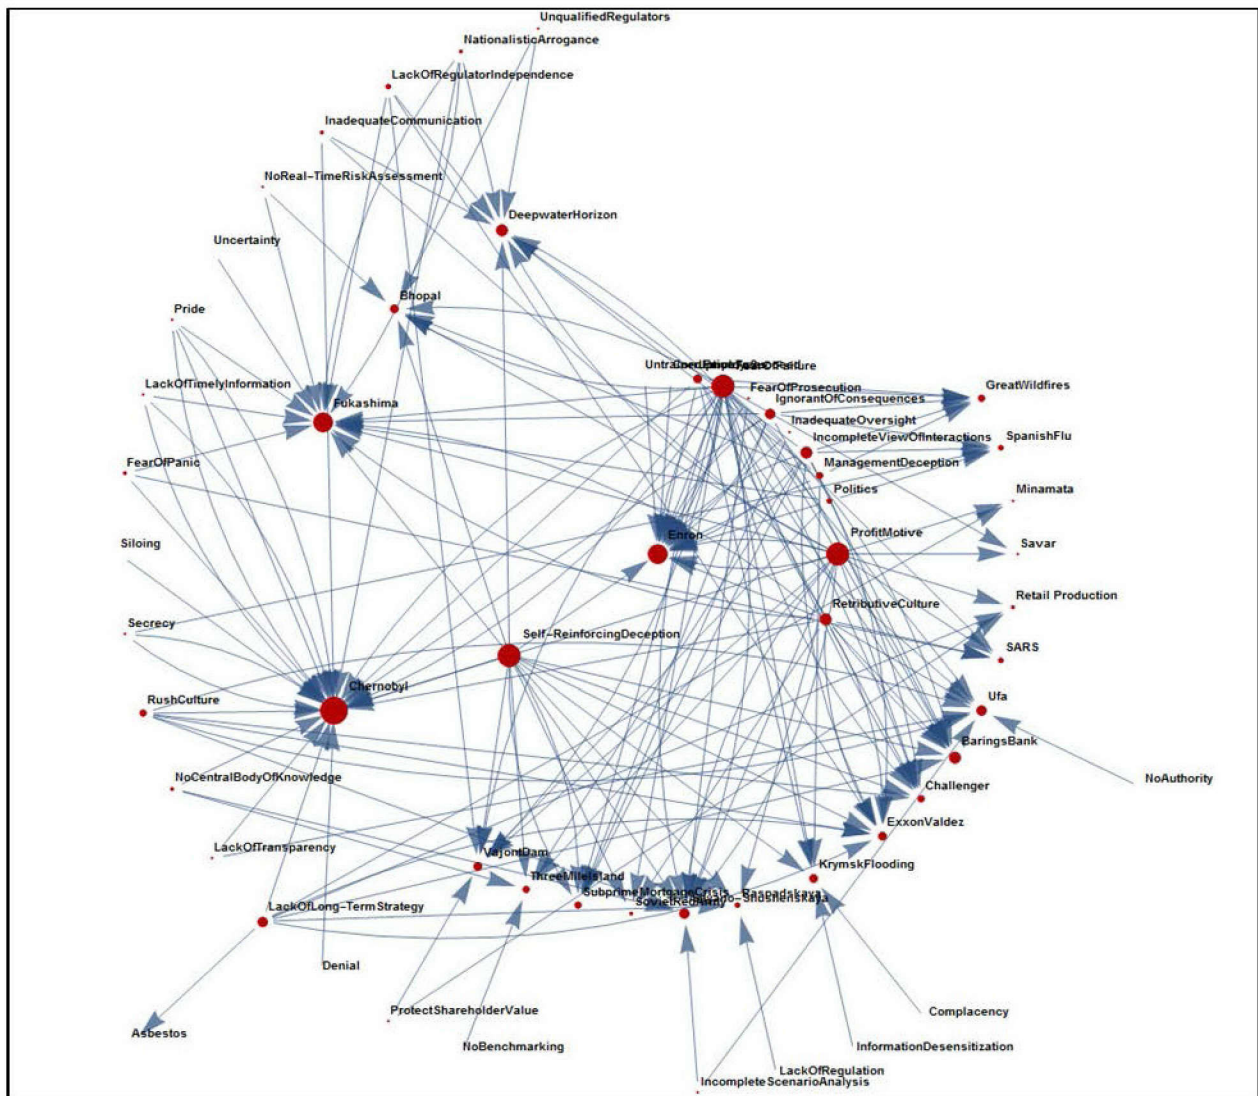 UnqualifiedRegulators
NationalisticArrogance
LackOfRegulatorIndependence
InadequateCommunication
NoReal-TimeRiskAssessment
DeepwaterHorizon
Uncertainty
Bhopal
Pride
FearOfProsecution
LackOfTimelyInformation
GreatWildfires
IgnorantOfConsequences
Fukashima
InadequateOversight
IncompleteViewOfInteractions
SpanishFlu
FearOfPanic
ManagementDeception
Politics
Minamata
ProfitMotive
Enron
Siloing
Savar
Retail Production
RetributiveCulture
Secrecy
Self-ReinforcingDeception
SARS
Chernobyl
RushCulture
Ufa
BaringsBank
NoCentralBodyOfKnowledge
NoAuthority
Challenger
ExxonValdez
LackOfTransparency
VajontDam
KrymskFlooding
ThreeMileIsland
SubprimeMortgageCrisis
Raspadskaya
LackOfLong-TermStrategy
Denial
ProtectShareholderValue
Complacency
Asbestos
NoBenchmarking
InformationDesensitization
LackOfRegulation
IncompleteScenarioAnalysis